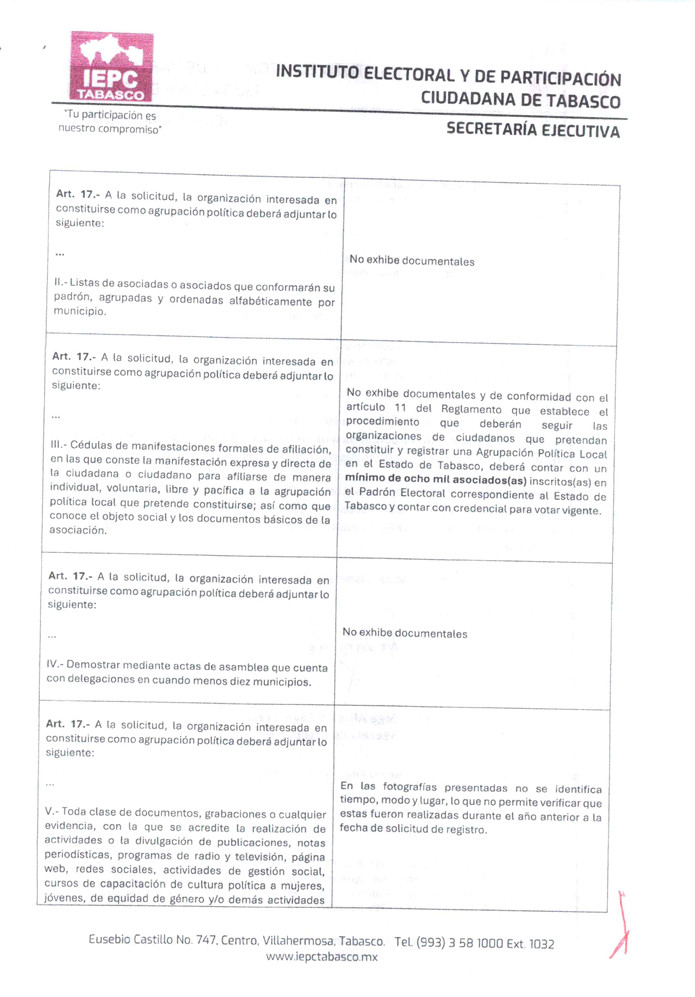 IEPC
TABASCO
"Tu participación es
nuestro compromiso"
INSTITUTO ELECTORAL Y DE PARTICIPACIÓN
CIUDADANA DE TABASCO
SECRETARÍA EJECUTIVA
Art. 17.- A la solicitud, la organización interesada en
constituirse como agrupación política deberá adjuntar lo
siguiente:
...
II.- Listas de asociadas o asociados que conformarán su
padrón, agrupadas y ordenadas alfabéticamente por
municipio.
No exhibe documentales
Art. 17.- A la solicitud, la organización interesada en
constituirse como agrupación política deberá adjuntar lo
siguiente:
...
III.- Cédulas de manifestaciones formales de afiliación,
en las que conste la manifestación expresa y directa de
la ciudadana o ciudadano para afiliarse de manera
individual, voluntaria, libre y pacífica a la agrupación
política local que pretende constituirse; así como que
conoce el objeto social y los documentos básicos de la
asociación.
No exhibe documentales y de conformidad con el
artículo 11 del Reglamento que establece el
procedimiento que deberán seguir las
organizaciones de ciudadanos que pretendan
constituir y registrar una Agrupación Política Local
en el Estado de Tabasco, deberá contar con un
mínimo de ocho mil asociados(as) inscritos(as) en
el Padrón Electoral correspondiente al Estado de
Tabasco y contar con credencial para votar vigente.
Art. 17.- A la solicitud, la organización interesada en
constituirse como agrupación política deberá adjuntar lo
siguiente:
...
IV.- Demostrar mediante actas de asamblea que cuenta
con delegaciones en cuando menos diez municipios.
No exhibe documentales
Art. 17.- A la solicitud, la organización interesada en
constituirse como agrupación política deberá adjuntar lo
siguiente:
...
V.- Toda clase de documentos, grabaciones o cualquier
evidencia, con la que se acredite la realización de
actividades o la divulgación de publicaciones, notas
periodísticas, programas de radio y televisión, página
web, redes sociales, actividades de gestión social,
cursos de capacitación de cultura política a mujeres,
jóvenes, de equidad de género y/o demás actividades
En las fotografías presentadas no se identifica
tiempo, modo y lugar, lo que no permite verificar que
estas fueron realizadas durante el año anterior a la
fecha de solicitud de registro.
Eusebio Castillo No. 747, Centro, Villahermosa, Tabasco. Tel. (993) 3 58 1000 Ext. 1032
www.iepctabasco.mx